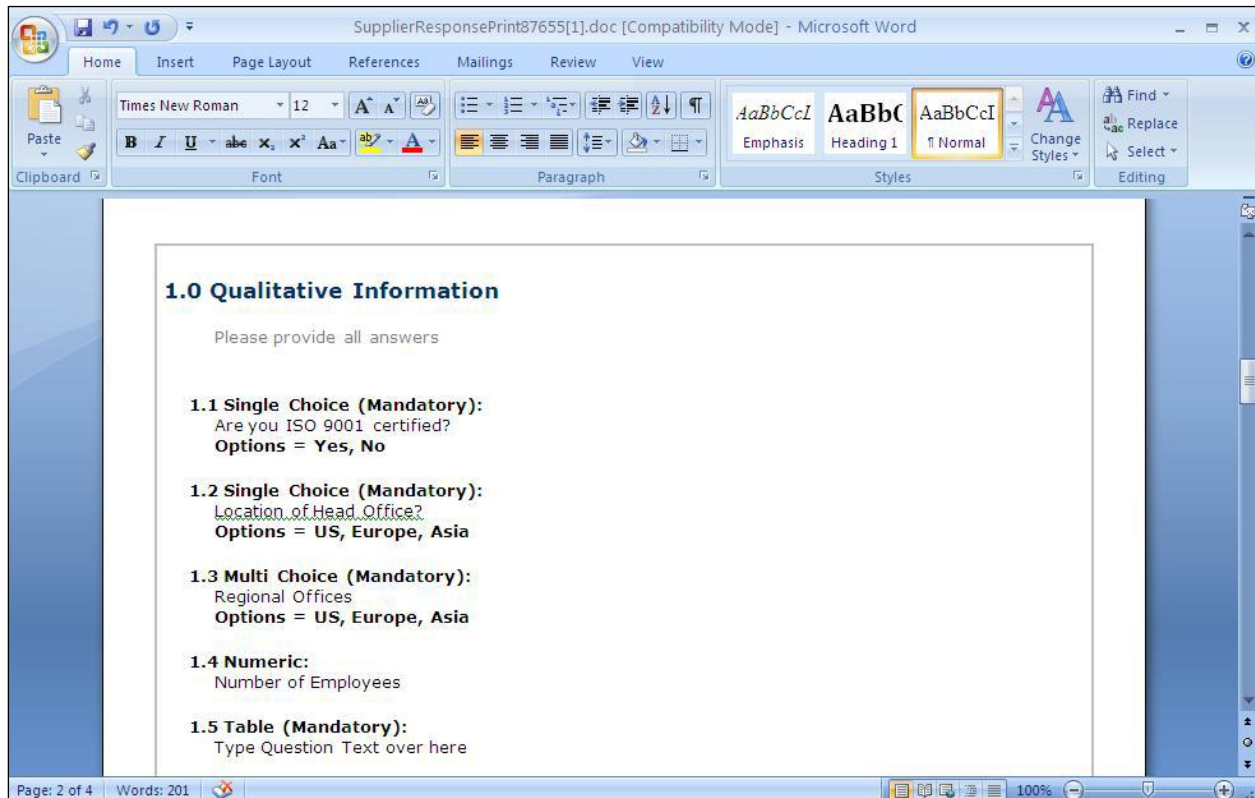 SupplierResponsePrint87655[1].doc [Compatibility Mode] - Microsoft Word
Home Insert Page Layout References Mailings Review View
Times New Roman 12
AaBbCcI AaBb( AaBbCcI
Find
Replace
Select
Paste
B I U abe X₂ X² Aa
Emphasis Heading 1 ¶ Normal
Change Styles
Clipboard Font Paragraph Styles Editing
1.0 Qualitative Information
Please provide all answers
1.1 Single Choice (Mandatory):
Are you ISO 9001 certified?
Options = Yes, No
1.2 Single Choice (Mandatory):
Location of Head Office?
Options = US, Europe, Asia
1.3 Multi Choice (Mandatory):
Regional Offices
Options = US, Europe, Asia
1.4 Numeric:
Number of Employees
1.5 Table (Mandatory):
Type Question Text over here
Page: 2 of 4 Words: 201 100%